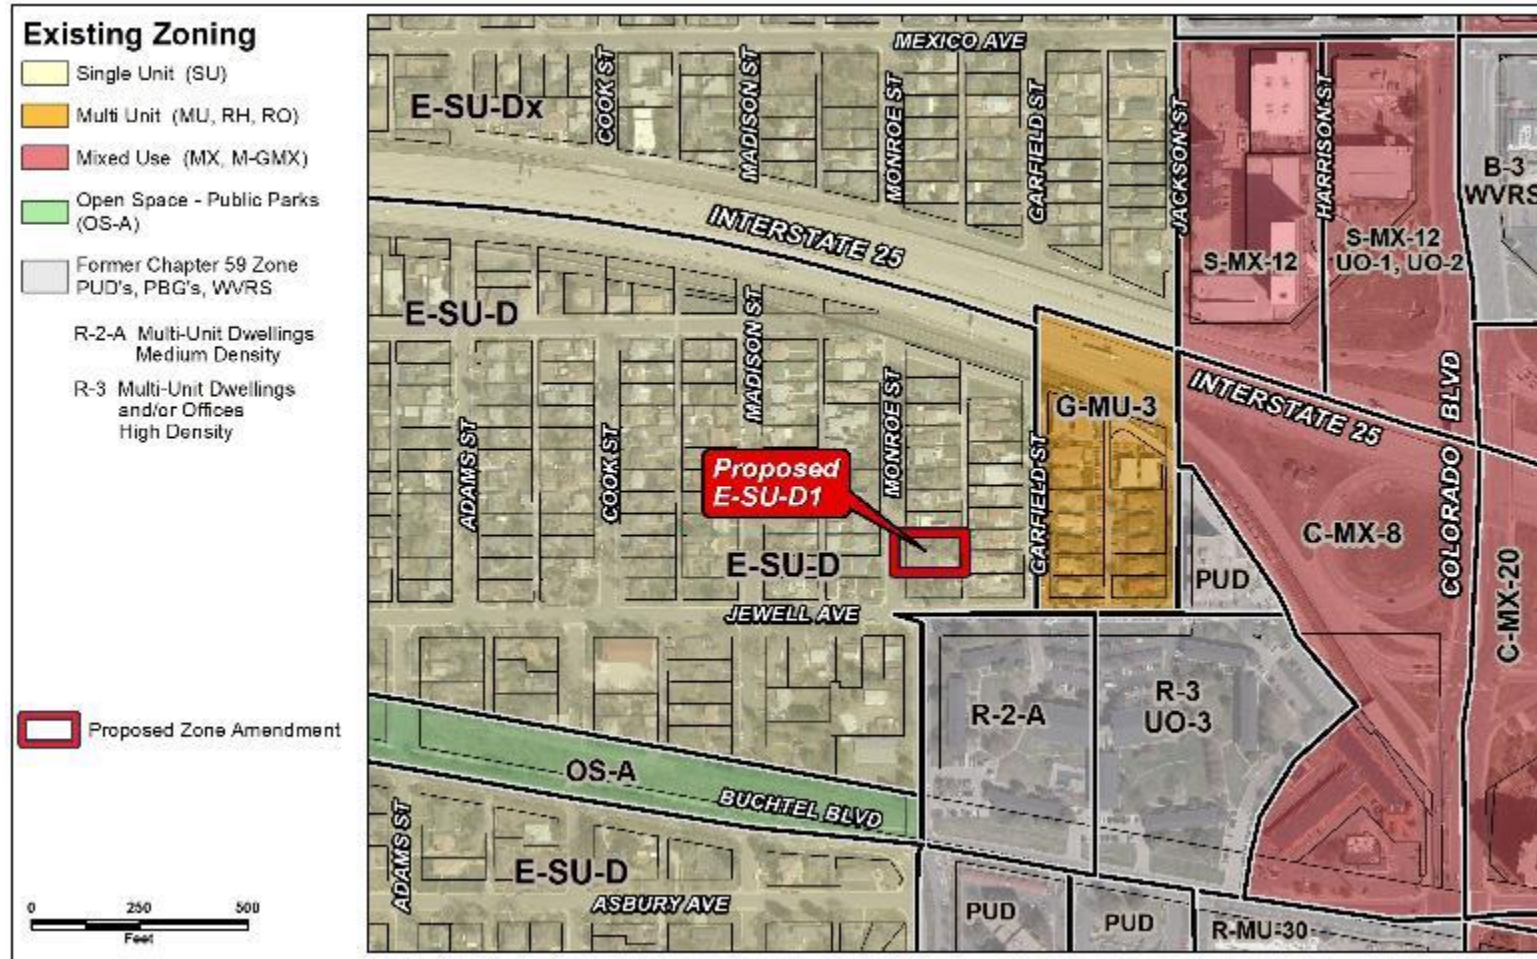 Existing Zoning
Single Unit (SU)
Multi Unit (MU, RH, RO)
Mixed Use (MX, M-GMX)
Open Space - Public Parks
(OS-A)
Former Chapter 59 Zone
PUD's, PBG's, WVRS
R-2-A Multi-Unit Dwellings
Medium Density
R-3 Multi-Unit Dwellings
and/or Offices
High Density
Proposed Zone Amendment
0 250 500
Feet
MEXICO AVE
E-SU-Dx
COOK ST
MADISON ST
MONROE ST
GARFIELD ST
JACKSON ST
HARRISON ST
B-3
WVRS
S-MX-12
S-MX-12
UO-1, UO-2
INTERSTATE 25
E-SU-D
MADISON ST
MONROE ST
G-MU-3
INTERSTATE 25
COLORADO BLVD
ADAMS ST
COOK ST
Proposed
E-SU-D1
GARFIELD ST
C-MX-8
E-SU-D
PUD
C-MX-20
JEWELL AVE
R-2-A
R-3
UO-3
OS-A
BUCHTEL BLVD
ADAMS ST
E-SU-D
ASBURY AVE
PUD
PUD
R-MU-30